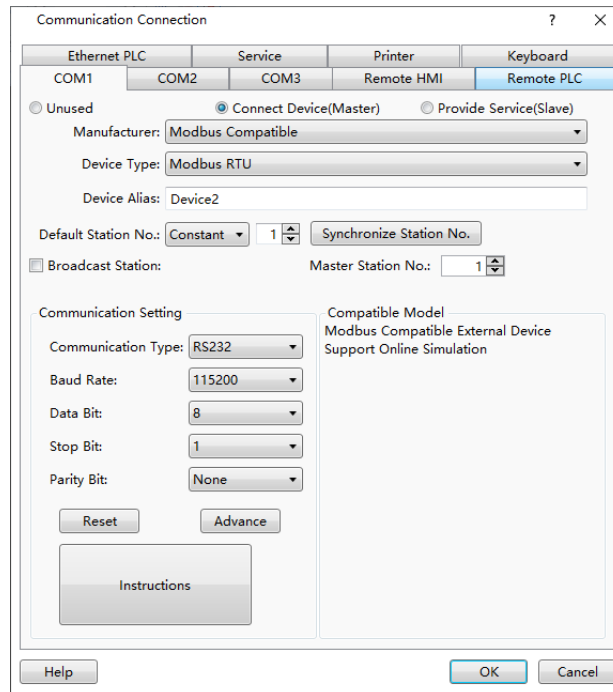 Communication Connection ? ×
Ethernet PLC Service Printer Keyboard
COM1 COM2 COM3 Remote HMI Remote PLC
Unused Connect Device(Master) Provide Service(Slave)
Manufacturer: Modbus Compatible
Device Type: Modbus RTU
Device Alias: Device2
Default Station No.: Constant 1 Synchronize Station No.
Broadcast Station: Master Station No.: 1
Communication Setting
Communication Type: RS232
Baud Rate: 115200
Data Bit: 8
Stop Bit: 1
Parity Bit: None
Reset Advance
Instructions
Compatible Model
Modbus Compatible External Device
Support Online Simulation
Help OK Cancel